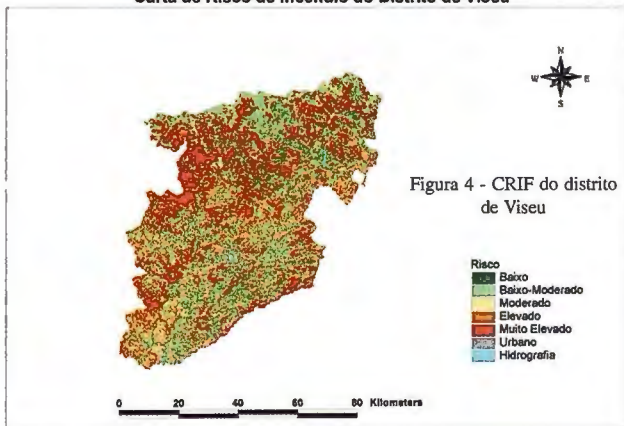 Carta de Risco de Incêndio do Distrito de Viseu
N
W E
S
Figura 4 - CRIF do distrito
de Viseu
Risco
Baixo
Baixo-Moderado
Moderado
Elevado
Muito Elevado
Urbano
Hidrografia
0 20 40 60 80 Kilometers